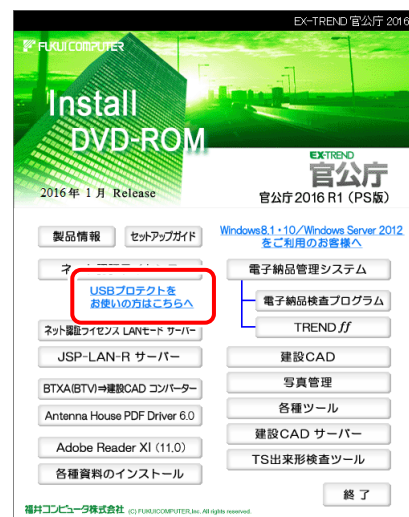 EX-TREND 官公庁 2016
FUKUI COMPUTER
Install
DVD-ROM
2016年 1月 Release
EX-TREND
官公庁
官公庁2016 R1（PS版）
製品情報
セットアップガイド
Windows8.1・10／Windows Server 2012
をご利用のお客様へ
USBプロテクトを
お使いの方はこちらへ
ネット認証ライセンス LANモード サーバー
JSP-LAN-R サーバー
BTXA(BTV)⇒建設CAD コンバーター
Antenna House PDF Driver 6.0
Adobe Reader XI (11.0)
各種資料のインストール
電子納品管理システム
電子納品検査プログラム
TREND ff
建設CAD
写真管理
各種ツール
建設CAD サーバー
TS出来形検査ツール
終 了
福井コンピュータ株式会社 (C) FUKUICOMPUTER,Inc. All rights reserved.